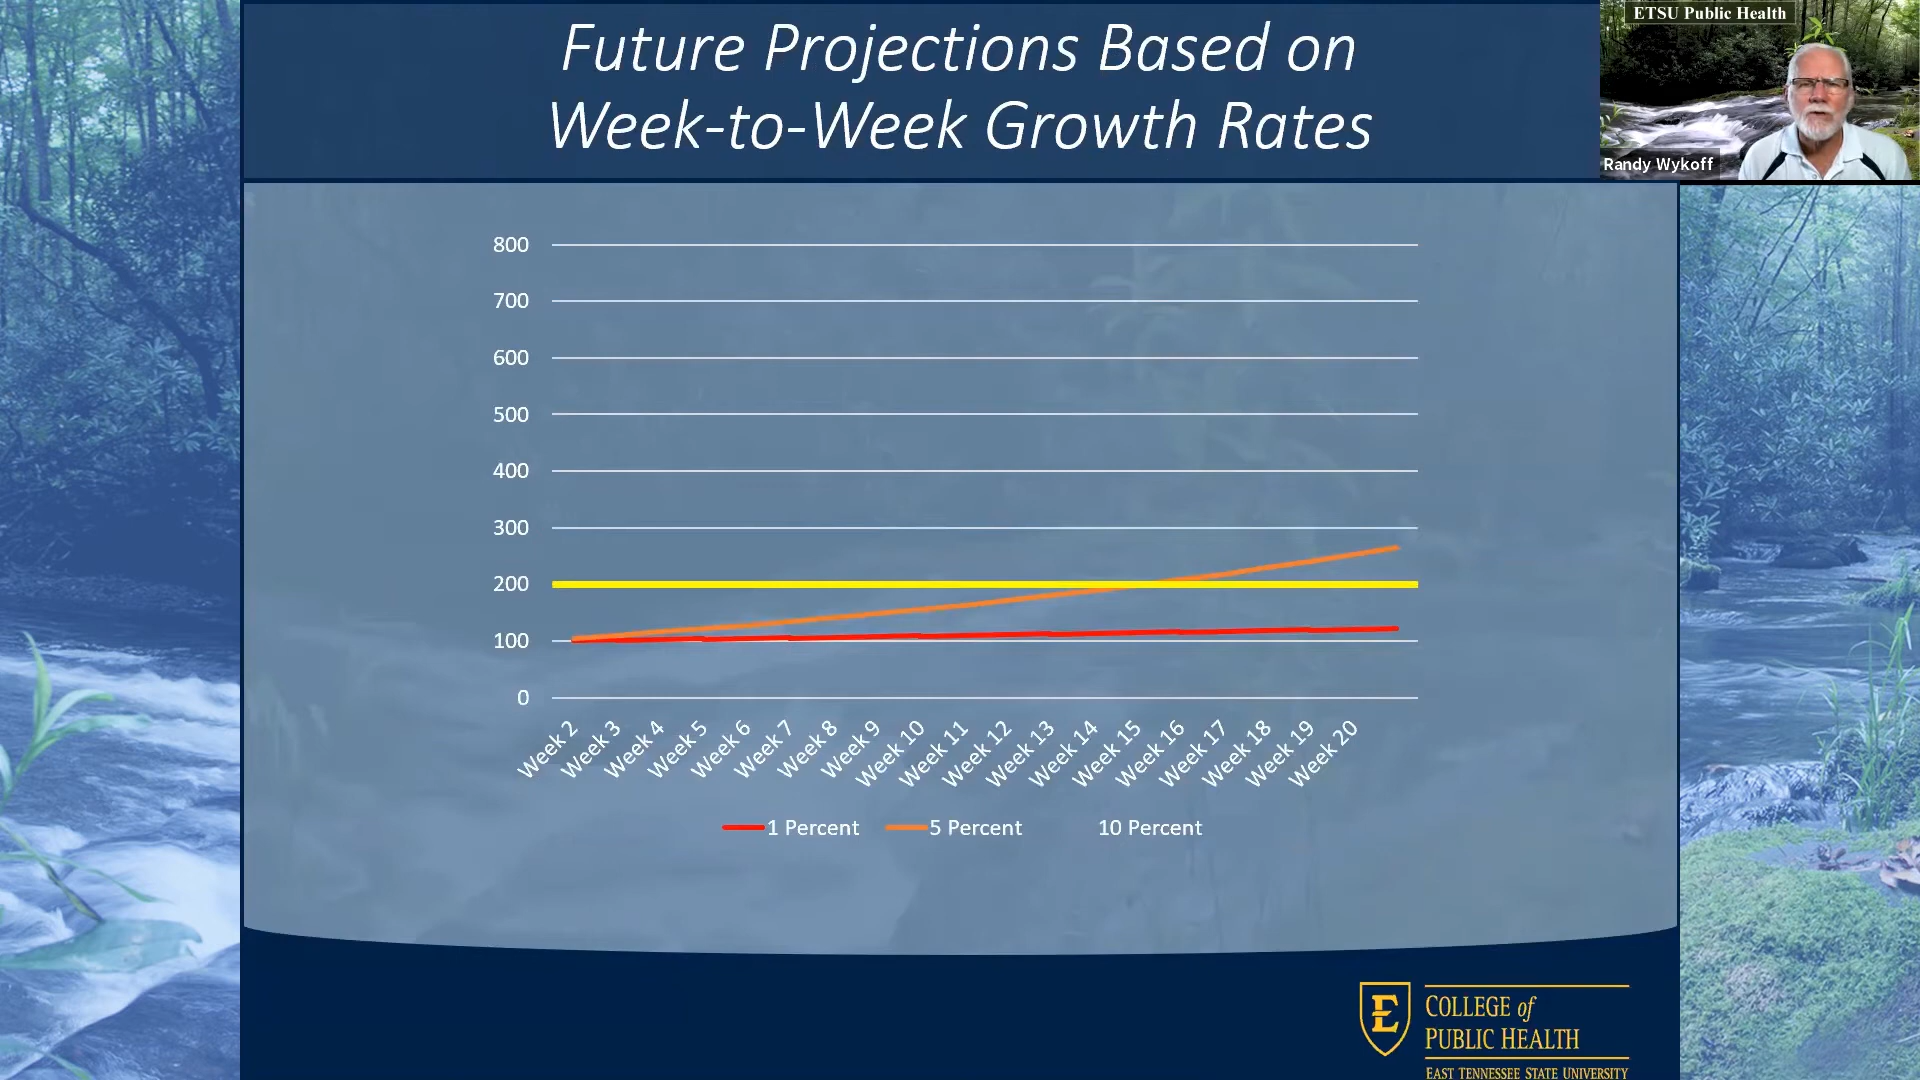 Future Projections Based on
Week-to-Week Growth Rates
ETSU Public Health
Randy Wykoff
800
700
600
500
400
300
200
100
0
Week 2
Week 3
Week 4
Week 5
Week 6
Week 7
Week 8
Week 9
Week 10
Week 11
Week 12
Week 13
Week 14
Week 15
Week 16
Week 17
Week 18
Week 19
Week 20
1 Percent 5 Percent 10 Percent
E
COLLEGE of
PUBLIC HEALTH
EAST TENNESSEE STATE UNIVERSITY